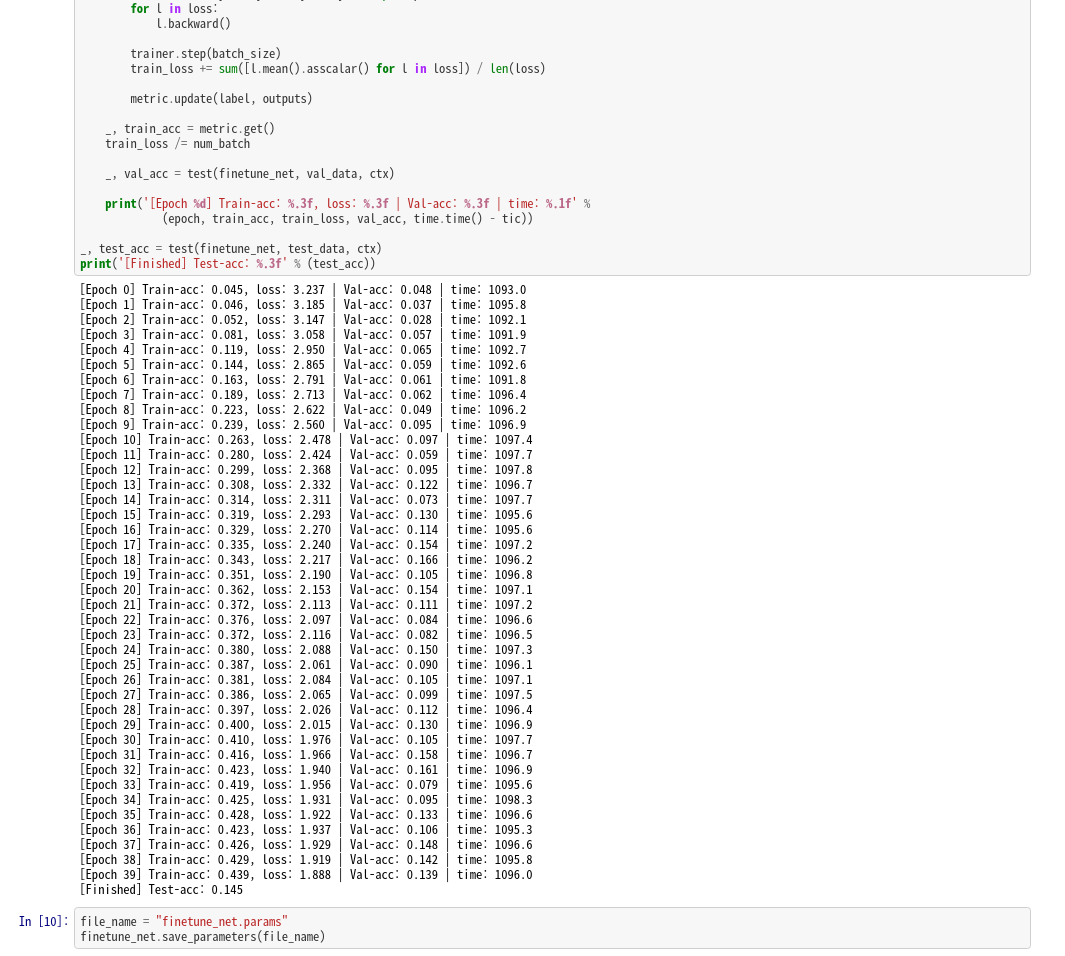 for l in loss:
l.backward()
trainer.step(batch_size)
train_loss += sum([l.mean().asscalar() for l in loss]) / len(loss)
metric.update(label, outputs)
_, train_acc = metric.get()
train_loss /= num_batch
_, val_acc = test(finetune_net, val_data, ctx)
print('[Epoch %d] Train-acc: %.3f, loss: %.3f | Val-acc: %.3f | time: %.1f' %
(epoch, train_acc, train_loss, val_acc, time.time() - tic))
_, test_acc = test(finetune_net, test_data, ctx)
print('[Finished] Test-acc: %.3f' % (test_acc))
[Epoch 0] Train-acc: 0.045, loss: 3.237 | Val-acc: 0.048 | time: 1093.0
[Epoch 1] Train-acc: 0.046, loss: 3.185 | Val-acc: 0.037 | time: 1095.8
[Epoch 2] Train-acc: 0.052, loss: 3.147 | Val-acc: 0.028 | time: 1092.1
[Epoch 3] Train-acc: 0.081, loss: 3.058 | Val-acc: 0.057 | time: 1091.9
[Epoch 4] Train-acc: 0.119, loss: 2.950 | Val-acc: 0.065 | time: 1092.7
[Epoch 5] Train-acc: 0.144, loss: 2.865 | Val-acc: 0.059 | time: 1092.6
[Epoch 6] Train-acc: 0.163, loss: 2.791 | Val-acc: 0.061 | time: 1091.8
[Epoch 7] Train-acc: 0.189, loss: 2.713 | Val-acc: 0.062 | time: 1096.4
[Epoch 8] Train-acc: 0.223, loss: 2.622 | Val-acc: 0.049 | time: 1096.2
[Epoch 9] Train-acc: 0.239, loss: 2.560 | Val-acc: 0.095 | time: 1096.9
[Epoch 10] Train-acc: 0.263, loss: 2.478 | Val-acc: 0.097 | time: 1097.4
[Epoch 11] Train-acc: 0.280, loss: 2.424 | Val-acc: 0.059 | time: 1097.7
[Epoch 12] Train-acc: 0.299, loss: 2.368 | Val-acc: 0.095 | time: 1097.8
[Epoch 13] Train-acc: 0.308, loss: 2.332 | Val-acc: 0.122 | time: 1096.7
[Epoch 14] Train-acc: 0.314, loss: 2.311 | Val-acc: 0.073 | time: 1097.7
[Epoch 15] Train-acc: 0.319, loss: 2.293 | Val-acc: 0.130 | time: 1095.6
[Epoch 16] Train-acc: 0.329, loss: 2.270 | Val-acc: 0.114 | time: 1095.6
[Epoch 17] Train-acc: 0.335, loss: 2.240 | Val-acc: 0.154 | time: 1097.2
[Epoch 18] Train-acc: 0.343, loss: 2.217 | Val-acc: 0.166 | time: 1096.2
[Epoch 19] Train-acc: 0.351, loss: 2.190 | Val-acc: 0.105 | time: 1096.8
[Epoch 20] Train-acc: 0.362, loss: 2.153 | Val-acc: 0.154 | time: 1097.1
[Epoch 21] Train-acc: 0.372, loss: 2.113 | Val-acc: 0.111 | time: 1097.2
[Epoch 22] Train-acc: 0.376, loss: 2.097 | Val-acc: 0.084 | time: 1096.6
[Epoch 23] Train-acc: 0.372, loss: 2.116 | Val-acc: 0.082 | time: 1096.5
[Epoch 24] Train-acc: 0.380, loss: 2.088 | Val-acc: 0.150 | time: 1097.3
[Epoch 25] Train-acc: 0.387, loss: 2.061 | Val-acc: 0.090 | time: 1096.1
[Epoch 26] Train-acc: 0.381, loss: 2.084 | Val-acc: 0.105 | time: 1097.1
[Epoch 27] Train-acc: 0.386, loss: 2.065 | Val-acc: 0.099 | time: 1097.5
[Epoch 28] Train-acc: 0.397, loss: 2.026 | Val-acc: 0.112 | time: 1096.4
[Epoch 29] Train-acc: 0.400, loss: 2.015 | Val-acc: 0.130 | time: 1096.9
[Epoch 30] Train-acc: 0.410, loss: 1.976 | Val-acc: 0.105 | time: 1097.7
[Epoch 31] Train-acc: 0.416, loss: 1.966 | Val-acc: 0.158 | time: 1096.7
[Epoch 32] Train-acc: 0.423, loss: 1.940 | Val-acc: 0.161 | time: 1096.9
[Epoch 33] Train-acc: 0.419, loss: 1.956 | Val-acc: 0.079 | time: 1095.6
[Epoch 34] Train-acc: 0.425, loss: 1.931 | Val-acc: 0.095 | time: 1098.3
[Epoch 35] Train-acc: 0.428, loss: 1.922 | Val-acc: 0.133 | time: 1096.6
[Epoch 36] Train-acc: 0.423, loss: 1.937 | Val-acc: 0.106 | time: 1095.3
[Epoch 37] Train-acc: 0.426, loss: 1.929 | Val-acc: 0.148 | time: 1096.6
[Epoch 38] Train-acc: 0.429, loss: 1.919 | Val-acc: 0.142 | time: 1095.8
[Epoch 39] Train-acc: 0.439, loss: 1.888 | Val-acc: 0.139 | time: 1096.0
[Finished] Test-acc: 0.145
In [10]: file_name = "finetune_net.params"
finetune_net.save_parameters(file_name)